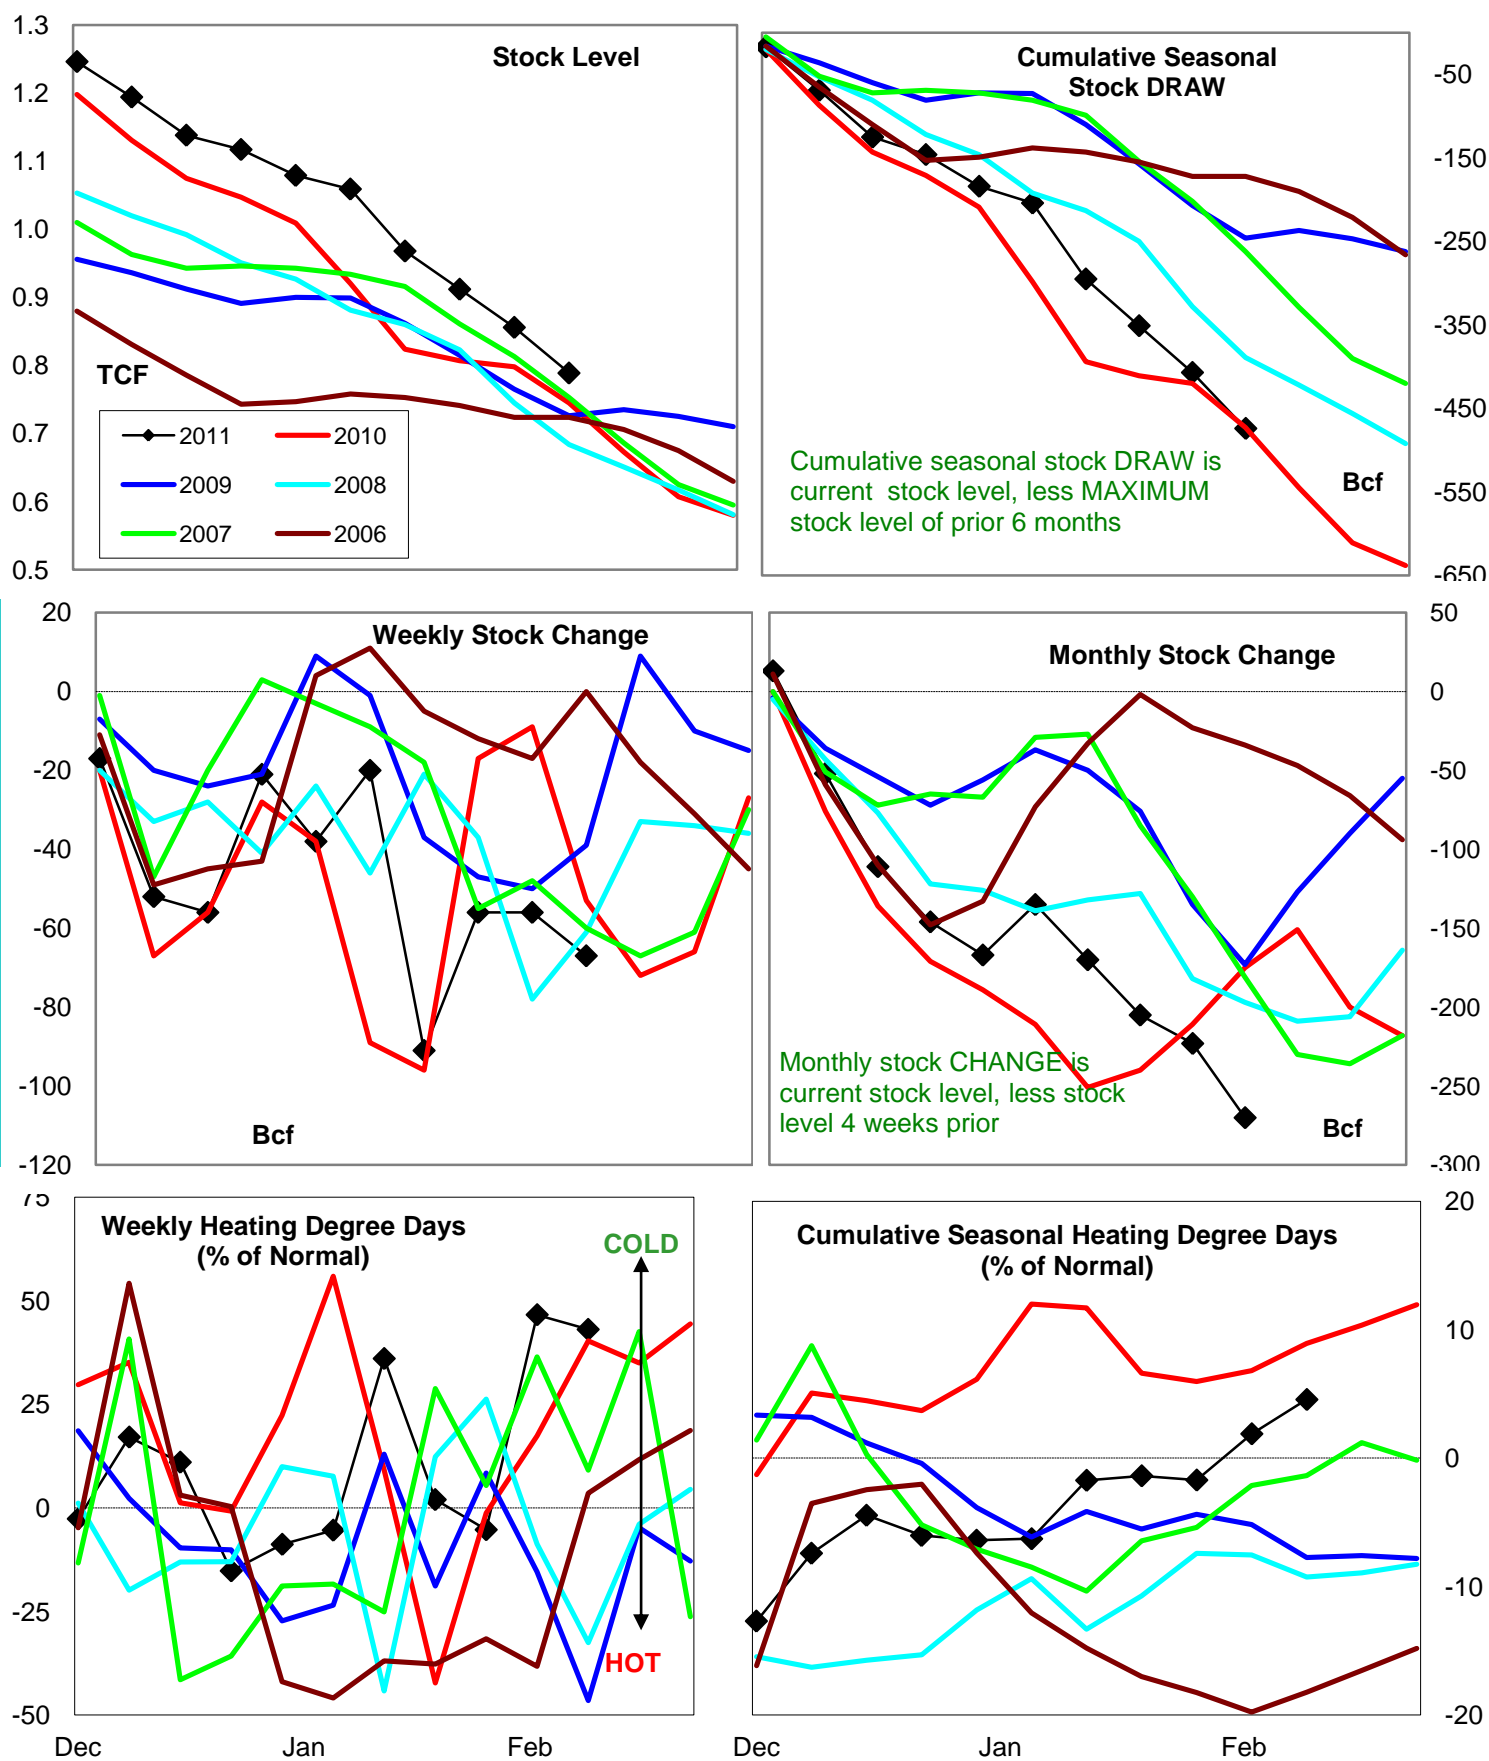 1.3
1.2
1.1
1.0
0.9
0.8
0.7
0.6
0.5
Stock Level
TCF
2011
2010
2009
2008
2007
2006
Cumulative Seasonal
Stock DRAW
-50
-150
-250
-350
-450
-550
-650
Cumulative seasonal stock DRAW is
current stock level, less MAXIMUM
stock level of prior 6 months
Bcf
20
0
-20
-40
-60
-80
-100
-120
Weekly Stock Change
Bcf
Monthly Stock Change
50
0
-50
-100
-150
-200
-250
-300
Monthly stock CHANGE is
current stock level, less stock
level 4 weeks prior
Bcf
75
50
25
0
-25
-50
Weekly Heating Degree Days
(% of Normal)
COLD
HOT
Dec
Jan
Feb
Cumulative Seasonal Heating Degree Days
(% of Normal)
20
10
0
-10
-20
Dec
Jan
Feb